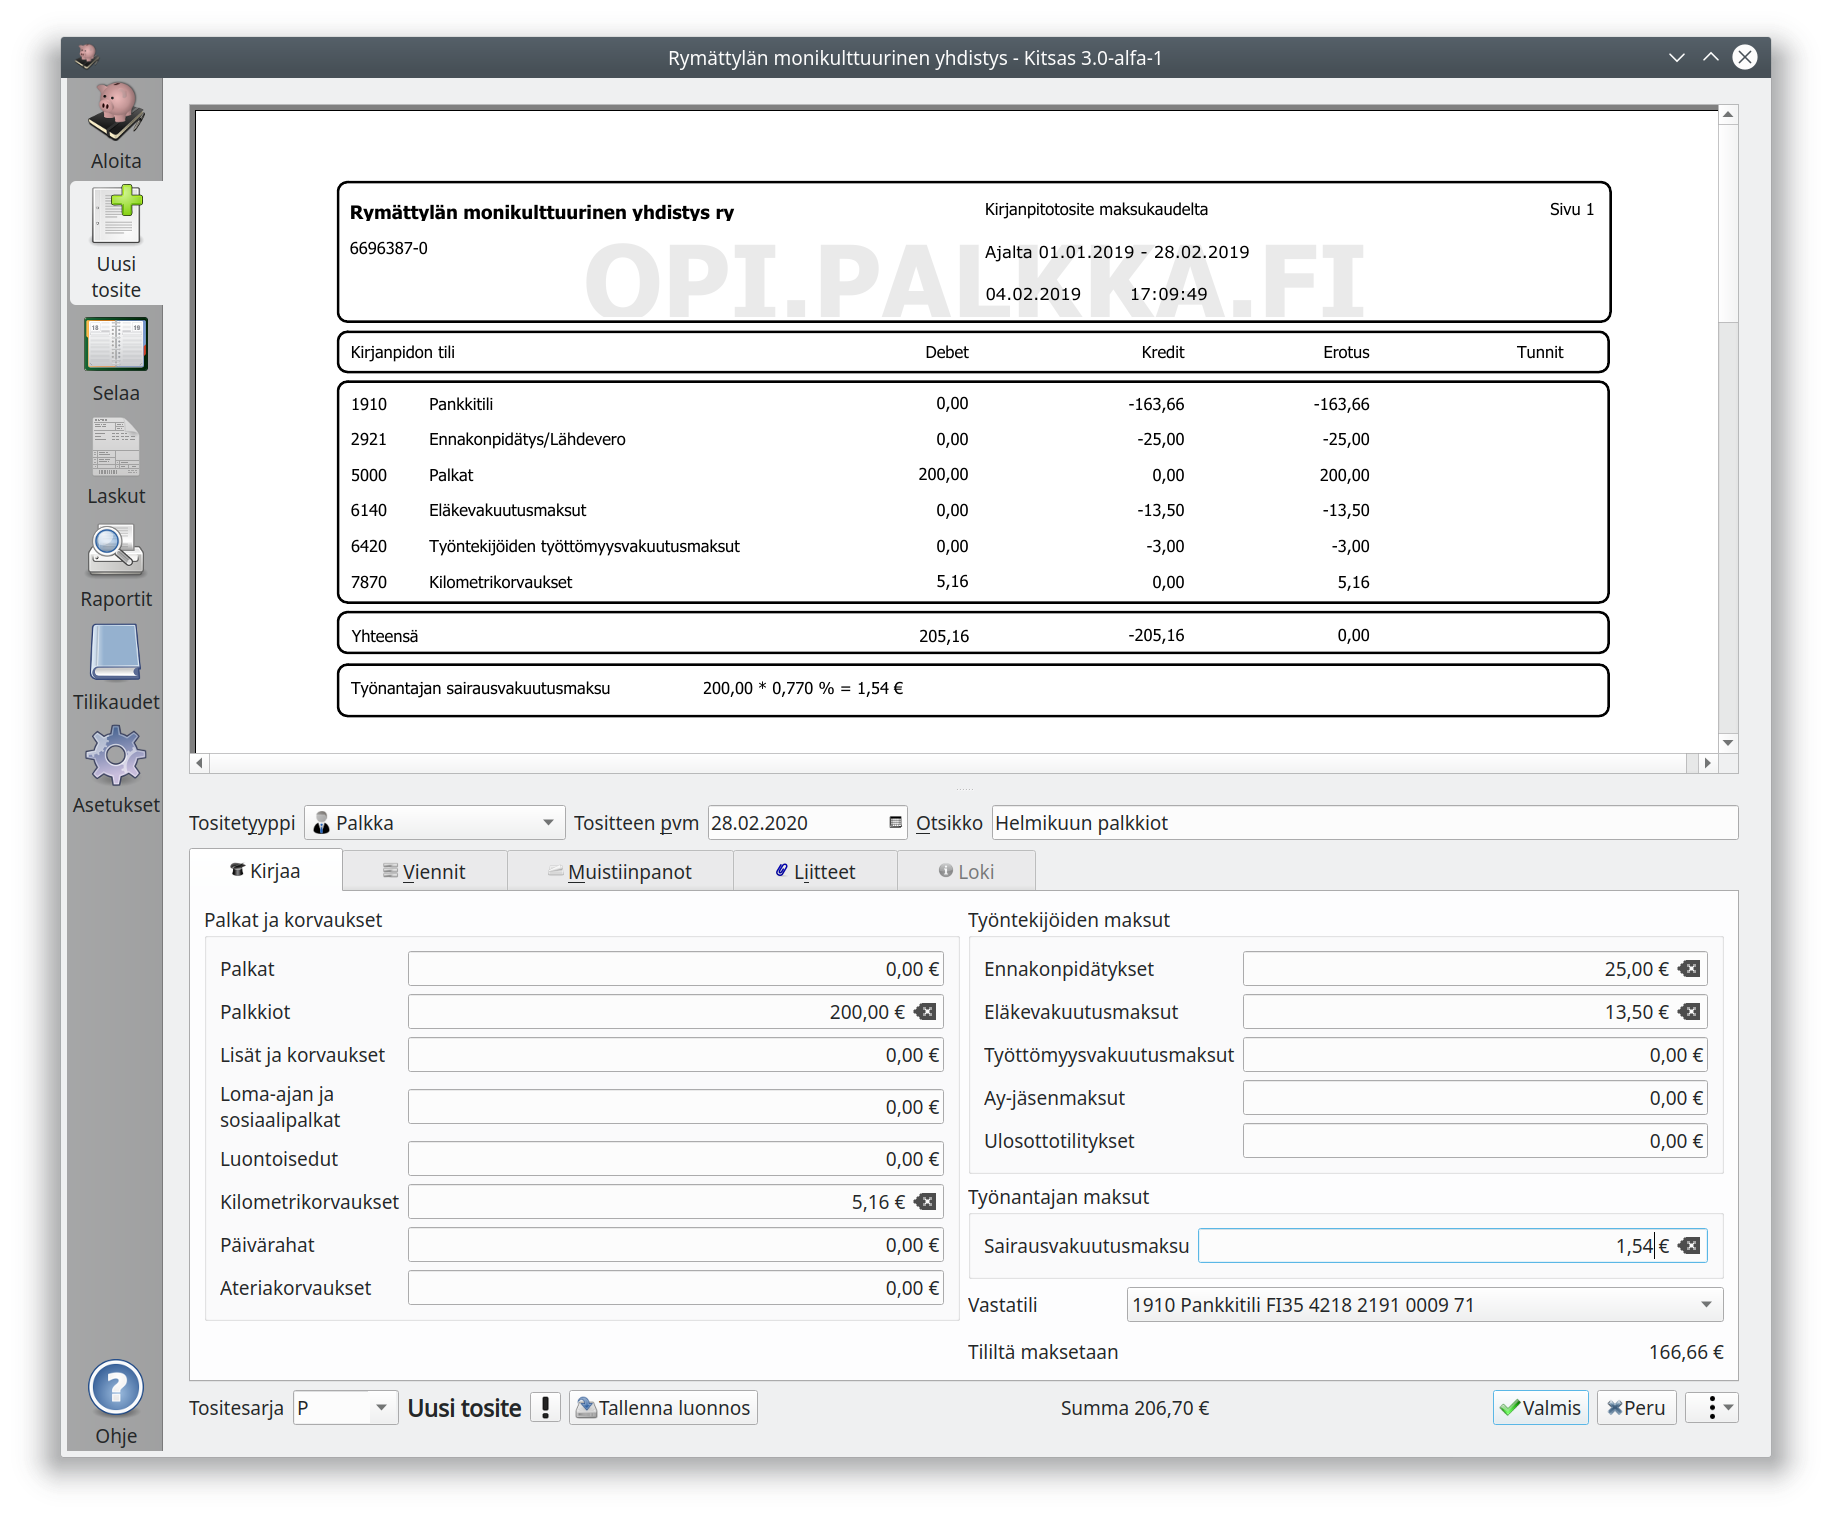 Rymättylän monikulttuurinen yhdistys - Kitsas 3.0-alfa-1
Aloita
Uusi
tosite
Selaa
Laskut
Raportit
Tilikaudet
Asetukset
Ohje
OPI.PALKKA.FI
Rymättylän monikulttuurinen yhdistys ry Kirjanpitotosite maksukaudelta Sivu 1
6696387-0 Ajalta 01.01.2019 - 28.02.2019
04.02.2019 17:09:49
Kirjanpidon tili Debet Kredit Erotus Tunnit
1910 Pankkitili 0,00 -163,66 -163,66
2921 Ennakonpidätys/Lähdevero 0,00 -25,00 -25,00
5000 Palkat 200,00 0,00 200,00
6140 Eläkevakuutusmaksut 0,00 -13,50 -13,50
6420 Työntekijöiden työttömyysvakuutusmaksut 0,00 -3,00 -3,00
7870 Kilometrikorvaukset 5,16 0,00 5,16
Yhteensä 205,16 -205,16 0,00
Työnantajan sairausvakuutusmaksu 200,00 * 0,770 % = 1,54 €
Tositetyyppi Palkka Tositteen pvm 28.02.2020 Otsikko Helmikuun palkkiot
Kirjaa Viennit Muistiinpanot Liitteet Loki
Palkat ja korvaukset
Palkat 0,00 €
Palkkiot 200,00 €
Lisät ja korvaukset 0,00 €
Loma-ajan ja
sosiaalipalkat 0,00 €
Luontoisedut 0,00 €
Kilometrikorvaukset 5,16 €
Päivärahat 0,00 €
Ateriakorvaukset 0,00 €
Työntekijöiden maksut
Ennakonpidätykset 25,00 €
Eläkevakuutusmaksut 13,50 €
Työttömyysvakuutusmaksut 0,00 €
Ay-jäsenmaksut 0,00 €
Ulosottotilitykset 0,00 €
Työnantajan maksut
Sairausvakuutusmaksu 1,54 €
Vastatili 1910 Pankkitili FI35 4218 2191 0009 71
Tililtä maksetaan 166,66 €
Tositesarja P Uusi tosite ! Tallenna luonnos Summa 206,70 € Valmis Peru